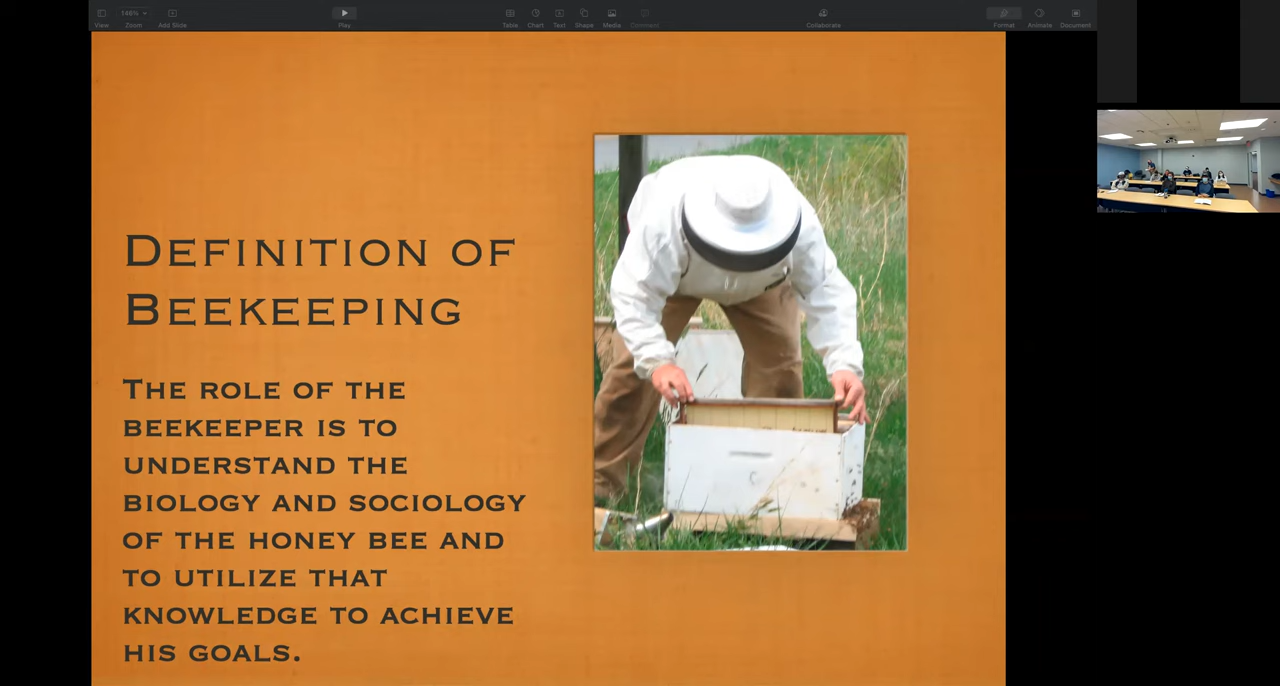 146%
View
Zoom
Add Slide
Play
Table
Chart
Text
Shape
Media
Comment
Collaborate
Format
Animate
Document
Definition of
Beekeeping
The role of the
beekeeper is to
understand the
biology and sociology
of the honey bee and
to utilize that
knowledge to achieve
his goals.